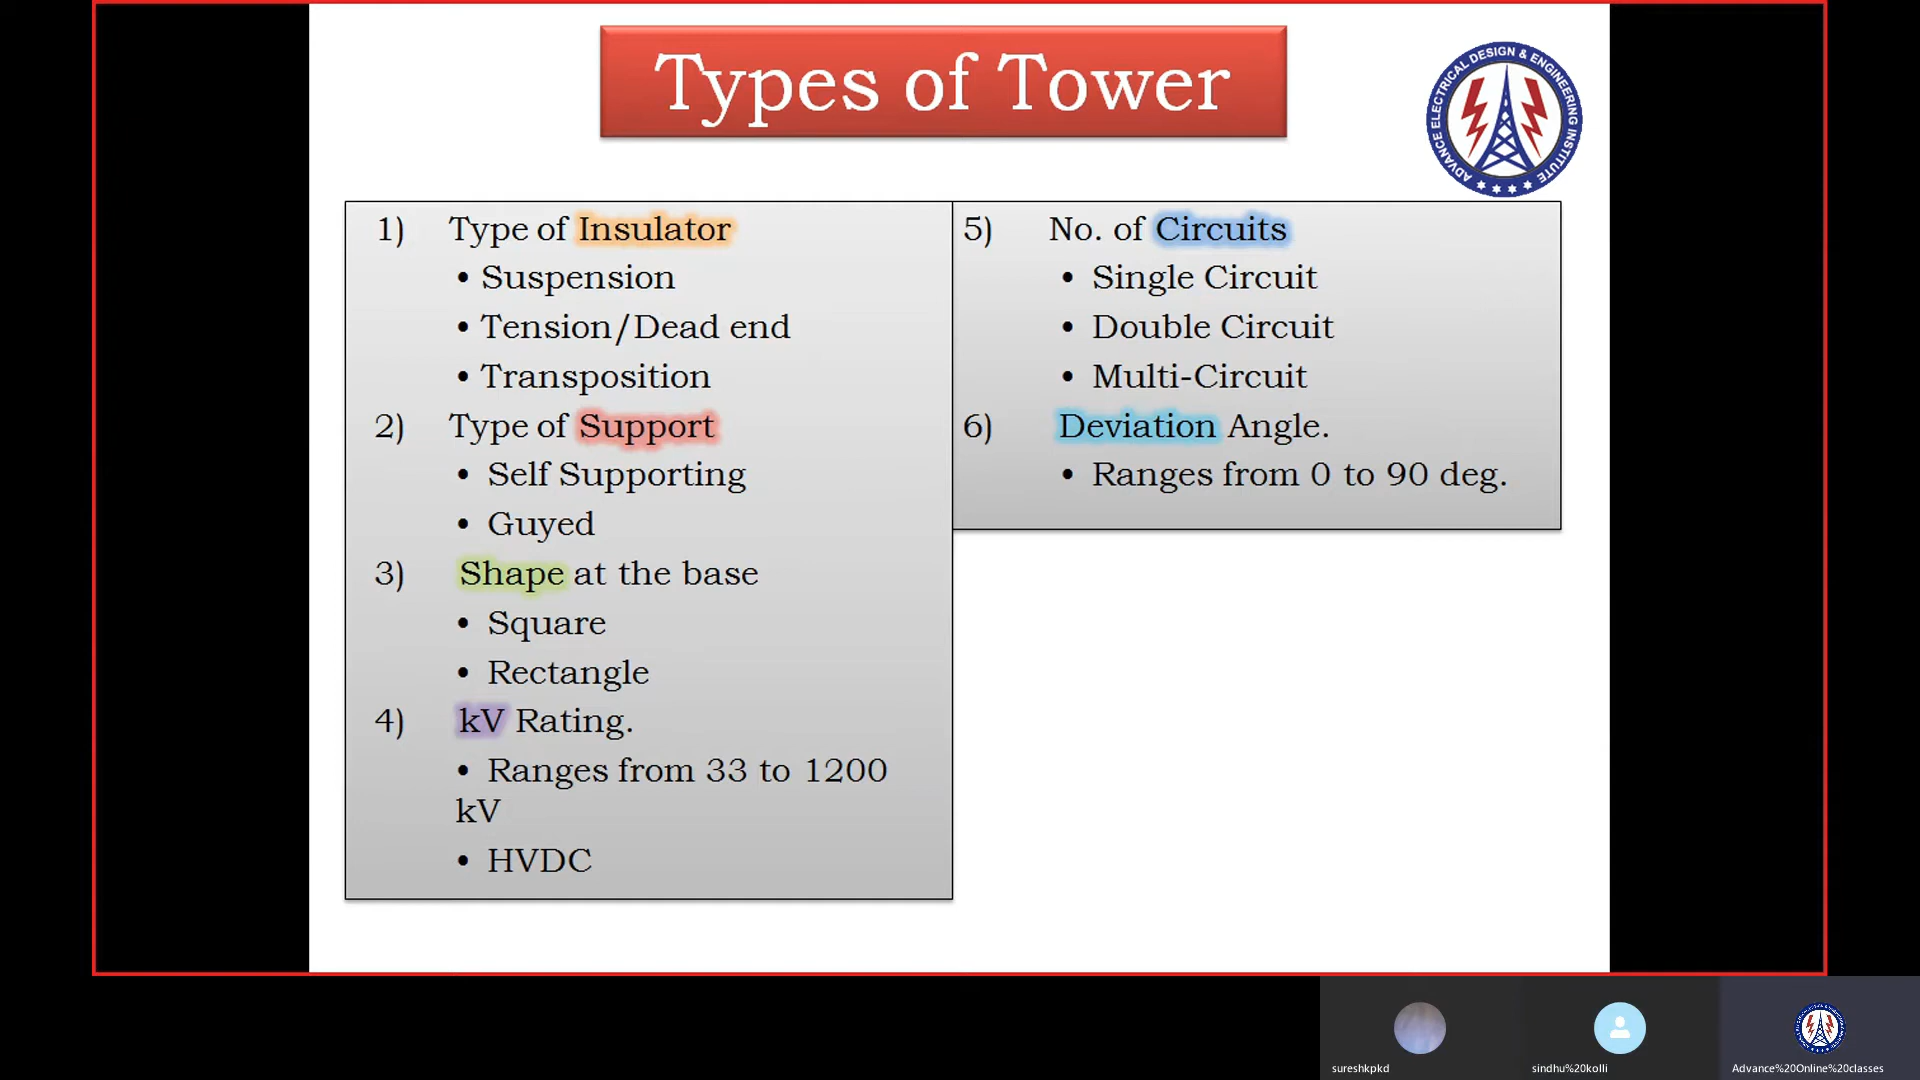 Types of Tower
ADVANCE ELECTRICAL DESIGN & ENGINEERING INSTITUTE
1) Type of Insulator
• Suspension
• Tension/Dead end
• Transposition
2) Type of Support
• Self Supporting
• Guyed
3) Shape at the base
• Square
• Rectangle
4) kV Rating.
• Ranges from 33 to 1200
kV
• HVDC
5) No. of Circuits
• Single Circuit
• Double Circuit
• Multi-Circuit
6) Deviation Angle.
• Ranges from 0 to 90 deg.
sureshkpkd
sindhu%20kolli
Advance%20Online%20classes